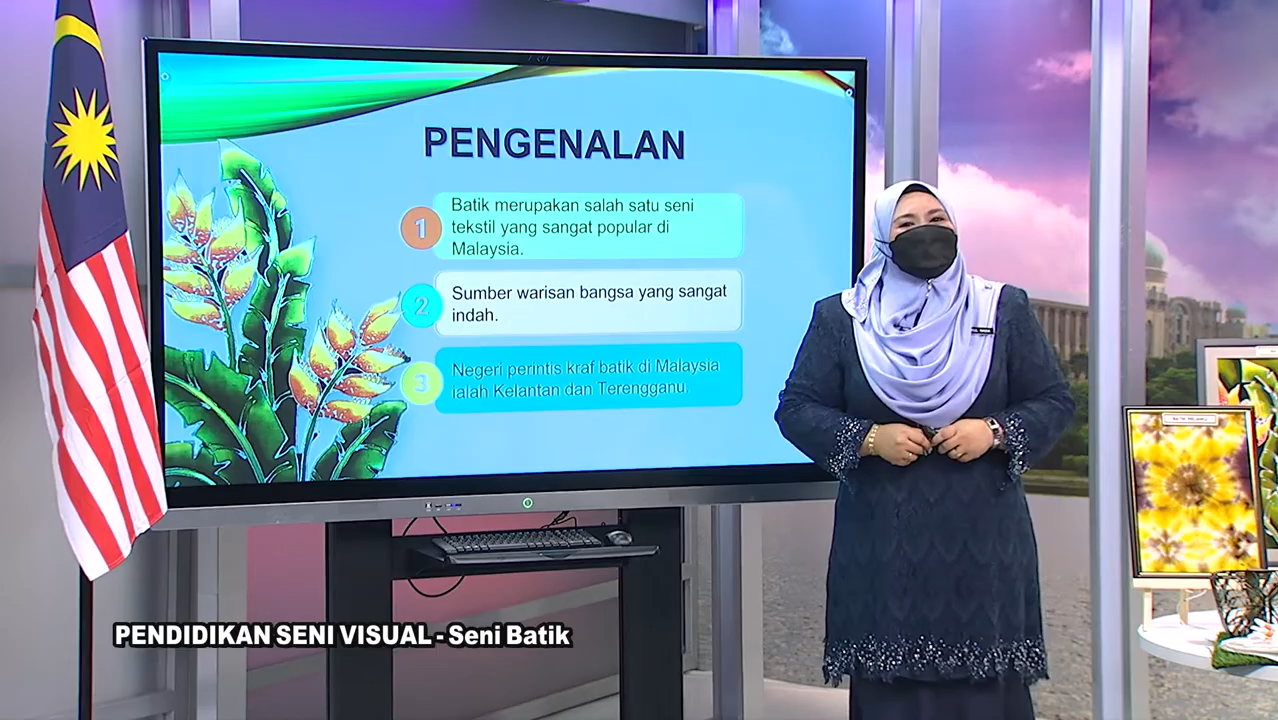 PENGENALAN
1
Batik merupakan salah satu seni
tekstil yang sangat popular di
Malaysia.
2
Sumber warisan bangsa yang sangat
indah.
3
Negeri perintis kraf batik di Malaysia
ialah Kelantan dan Terengganu.
PENDIDIKAN SENI VISUAL - Seni Batik